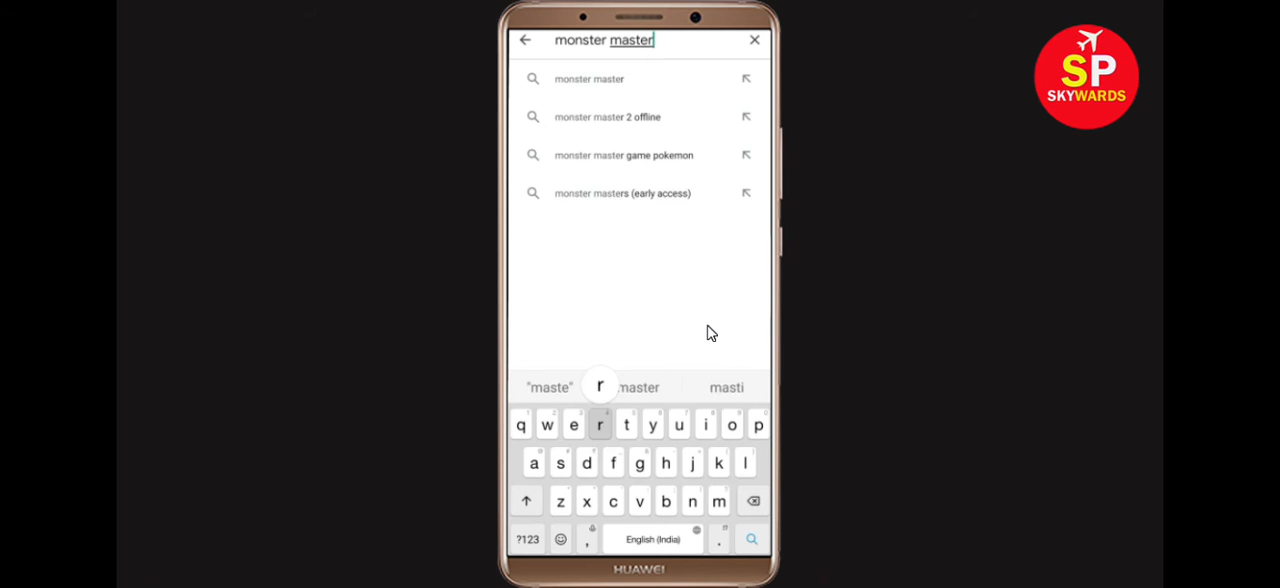 monster master
SP
SKYWARDS
monster master
monster master 2 offline
monster master game pokemon
monster masters (early access)
"maste" r master masti
q w e r t y u i o p
a s d f g h j k l
z x c v b n m
?123 , English (India) .
HUAWEI